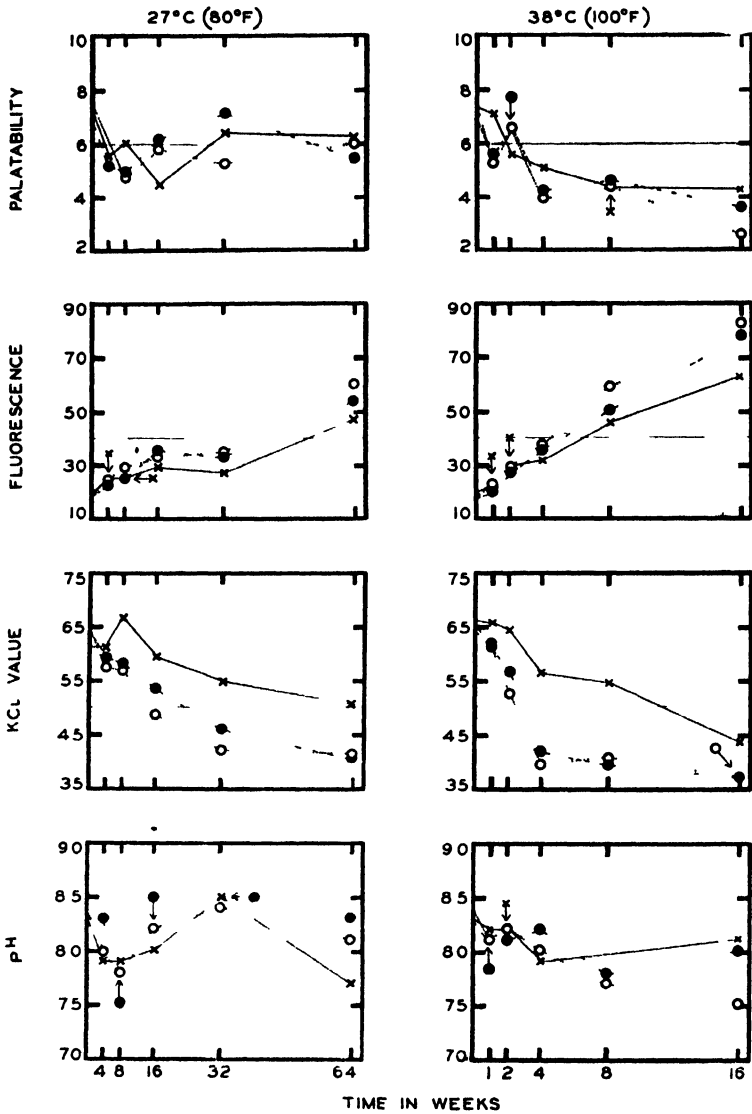 27°C (80°F) 38°C (100°F)
PALATABILITY
10 8 6 4 2
10 8 6 4 2
FLUORESCENCE
90 70 50 30 10
90 70 50 30 10
KCL VALUE
75 65 55 45 35
75 65 55 45 35
PH
90 85 80 75 70
90 85 80 75 70
4 8 16 32 64
1 2 4 8 16
TIME IN WEEKS